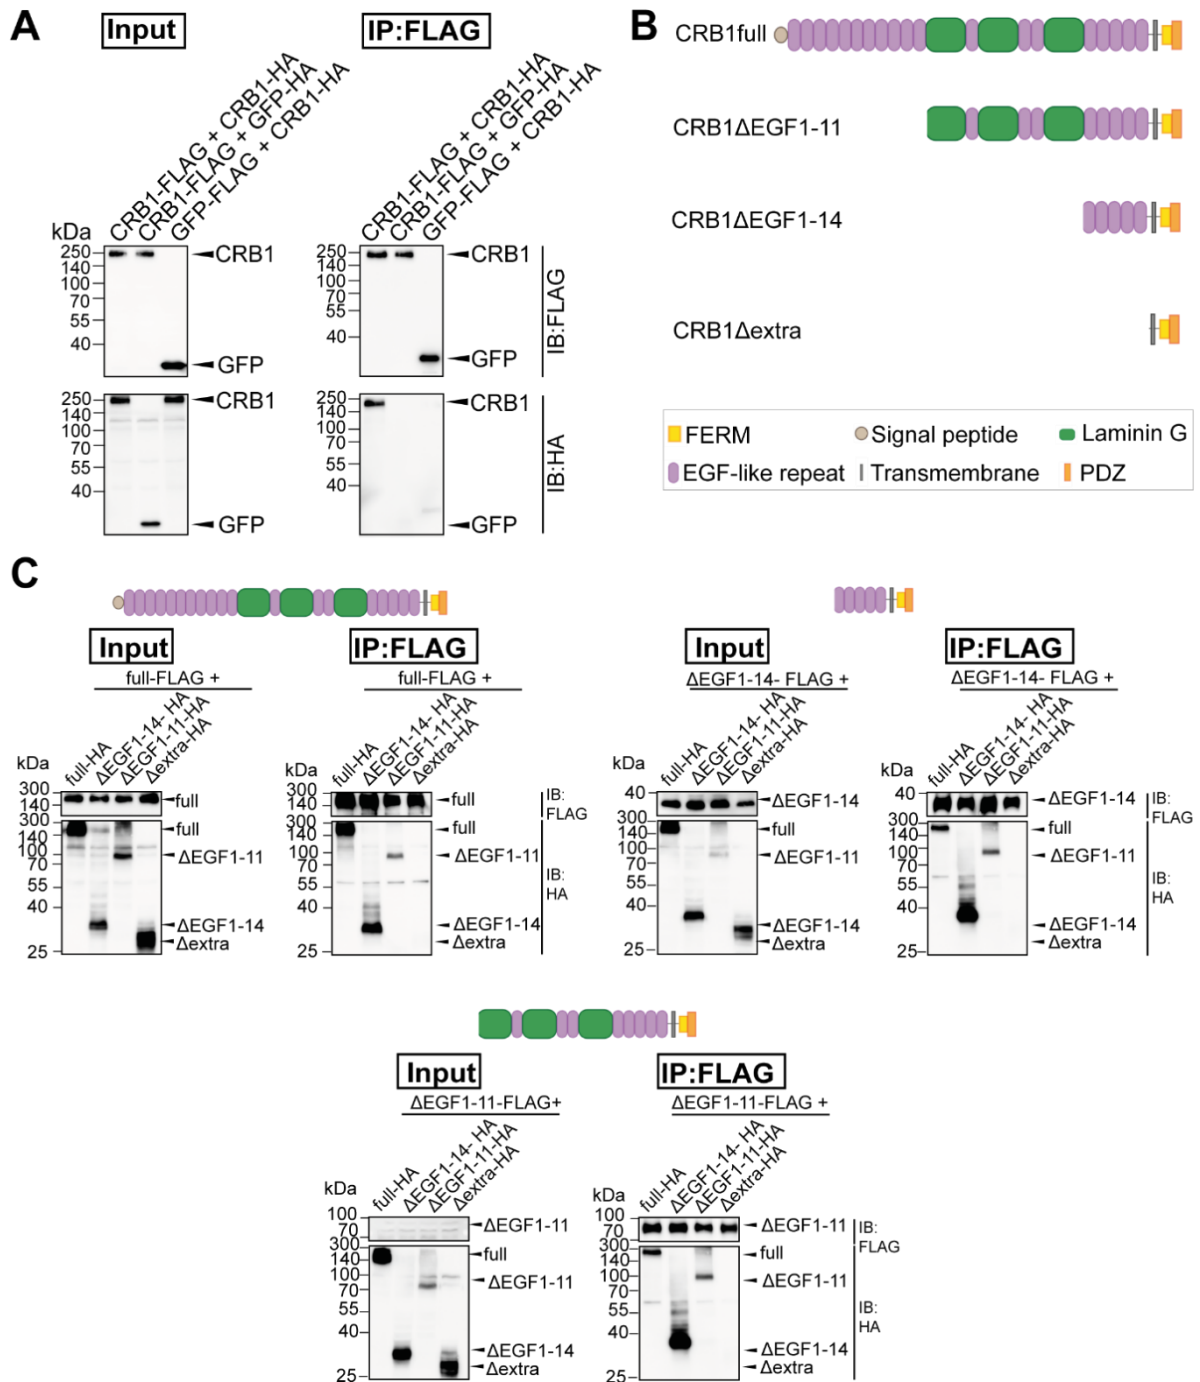 A
Input
IP:FLAG
CRB1-FLAG + CRB1-HA
CRB1-FLAG + GFP-HA
GFP-FLAG + CRB1-HA
CRB1-FLAG + CRB1-HA
CRB1-FLAG + GFP-HA
GFP-FLAG + CRB1-HA
kDa
250
140
100
70
55
40
CRB1
GFP
250
140
100
70
55
40
CRB1
GFP
IB:FLAG
250
140
100
70
55
40
CRB1
GFP
250
140
100
70
55
40
CRB1
GFP
IB:HA
B
CRB1full
CRB1ΔEGF1-11
CRB1ΔEGF1-14
CRB1Δextra
FERM
Signal peptide
Laminin G
EGF-like repeat
Transmembrane
PDZ
C
Input
full-FLAG +
full-HA
ΔEGF1-14- HA
ΔEGF1-11-HA
Δextra-HA
kDa
300
140
full
300
140
100
70
55
40
25
full
ΔEGF1-11
ΔEGF1-14
Δextra
IP:FLAG
full-FLAG +
full-HA
ΔEGF1-14- HA
ΔEGF1-11-HA
Δextra-HA
kDa
300
140
full
IB:
FLAG
300
140
100
70
55
40
25
full
ΔEGF1-11
ΔEGF1-14
Δextra
IB:
HA
Input
ΔEGF1-14- FLAG +
full-HA
ΔEGF1-14- HA
ΔEGF1-11-HA
Δextra-HA
kDa
40
ΔEGF1-14
300
140
100
70
55
40
25
full
ΔEGF1-11
ΔEGF1-14
Δextra
IP:FLAG
ΔEGF1-14- FLAG +
full-HA
ΔEGF1-14- HA
ΔEGF1-11-HA
Δextra-HA
kDa
40
ΔEGF1-14
IB:
FLAG
300
140
100
70
55
40
25
full
ΔEGF1-11
ΔEGF1-14
Δextra
IB:
HA
Input
ΔEGF1-11-FLAG+
full-HA
ΔEGF1-14- HA
ΔEGF1-11-HA
Δextra-HA
kDa
100
70
ΔEGF1-11
300
140
100
70
55
40
25
full
ΔEGF1-11
ΔEGF1-14
Δextra
IP:FLAG
ΔEGF1-11-FLAG +
full-HA
ΔEGF1-14- HA
ΔEGF1-11-HA
Δextra-HA
kDa
100
70
ΔEGF1-11
IB:
FLAG
300
140
100
70
55
40
25
full
ΔEGF1-11
ΔEGF1-14
Δextra
IB:
HA